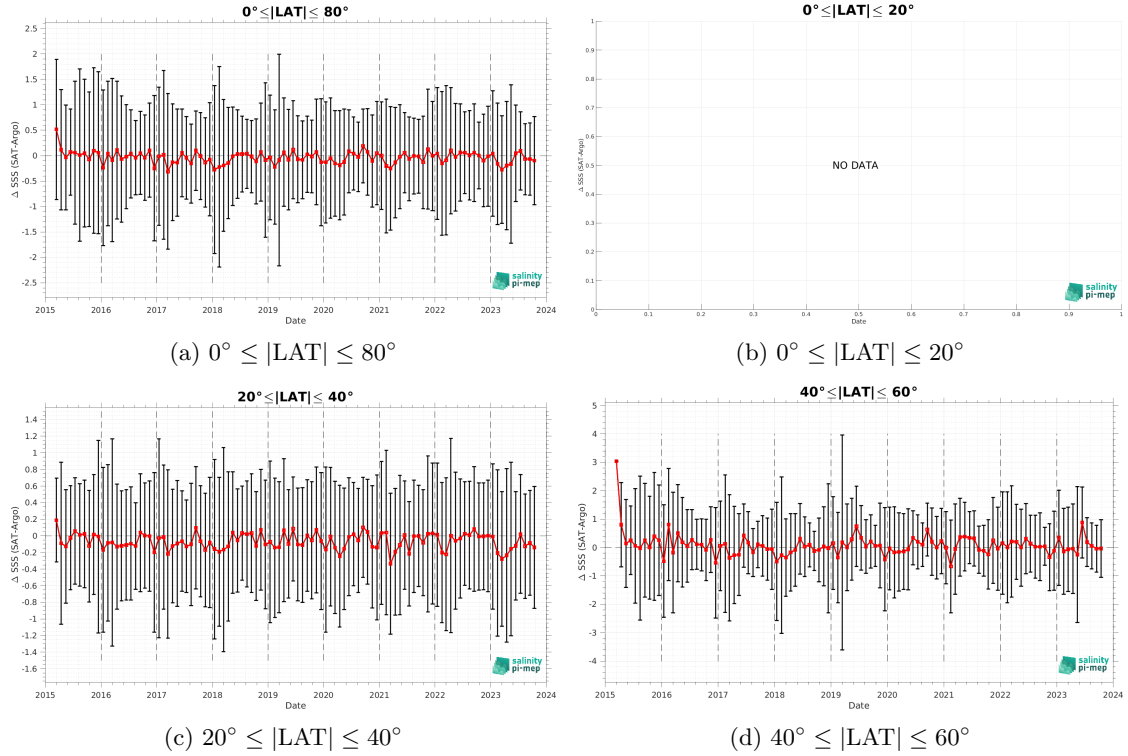 0°≤|LAT|≤ 80°
2.5
2
1.5
1
0.5
0
-0.5
-1
-1.5
-2
-2.5
Δ SSS (SAT-Argo)
2015 2016 2017 2018 2019 2020 2021 2022 2023 2024
Date
salinity
pi-mep
(a) 0° ≤ |LAT| ≤ 80°
0°≤|LAT|≤ 20°
1
0.9
0.8
0.7
0.6
0.5
0.4
0.3
0.2
0.1
0
Δ SSS (SAT-Argo)
NO DATA
0 0.1 0.2 0.3 0.4 0.5 0.6 0.7 0.8 0.9 1
Date
salinity
pi-mep
(b) 0° ≤ |LAT| ≤ 20°
20°≤|LAT|≤ 40°
1.4
1.2
1
0.8
0.6
0.4
0.2
0
-0.2
-0.4
-0.6
-0.8
-1
-1.2
-1.4
-1.6
Δ SSS (SAT-Argo)
2015 2016 2017 2018 2019 2020 2021 2022 2023 2024
Date
salinity
pi-mep
(c) 20° ≤ |LAT| ≤ 40°
40°≤|LAT|≤ 60°
5
4
3
2
1
0
-1
-2
-3
-4
Δ SSS (SAT-Argo)
2015 2016 2017 2018 2019 2020 2021 2022 2023 2024
Date
salinity
pi-mep
(d) 40° ≤ |LAT| ≤ 60°